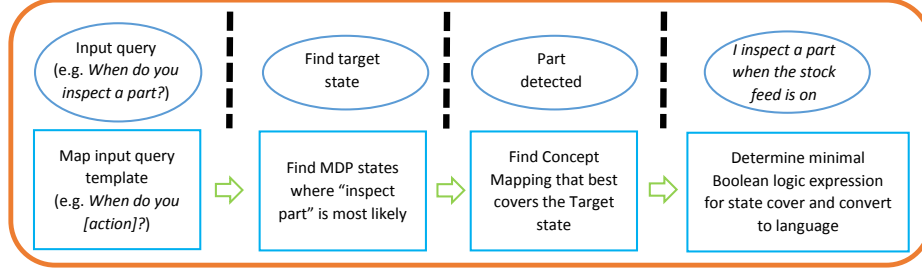 Input query
(e.g. When do you
inspect a part?)
Find target
state
Part
detected
I inspect a part
when the stock
feed is on
Map input query
template
(e.g. When do you
[action]?)
Find MDP states
where “inspect
part” is most likely
Find Concept
Mapping that best
covers the Target
state
Determine minimal
Boolean logic expression
for state cover and convert
to language